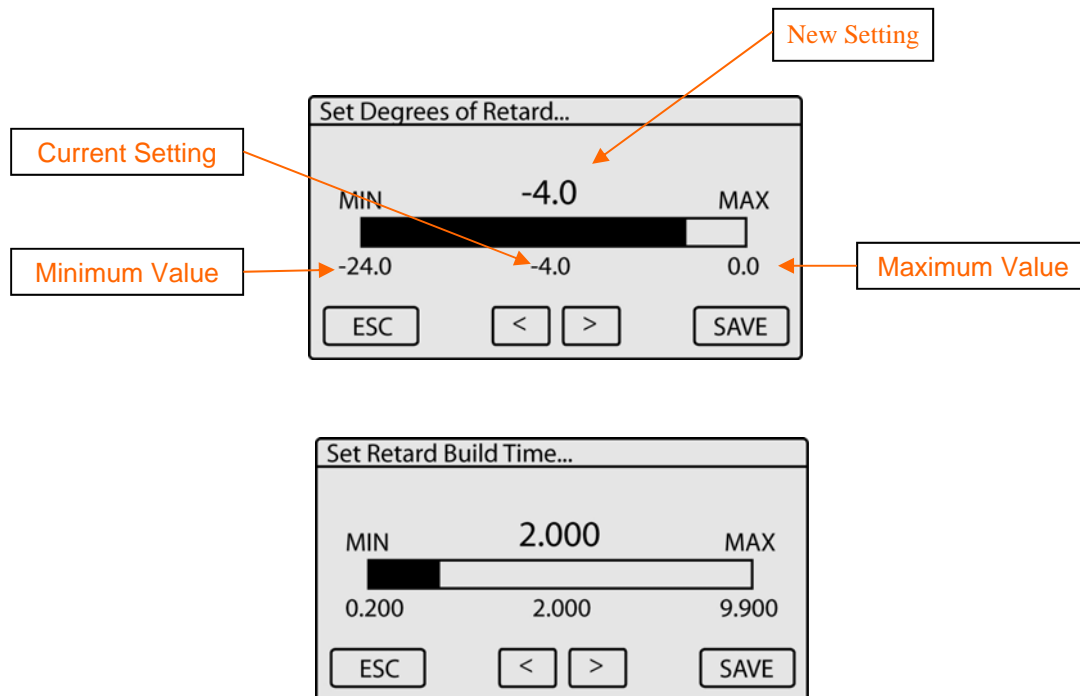 New Setting
Set Degrees of Retard...
Current Setting
MIN -4.0 MAX
Minimum Value -24.0 -4.0 0.0 Maximum Value
ESC < > SAVE
Set Retard Build Time...
MIN 2.000 MAX
0.200 2.000 9.900
ESC < > SAVE